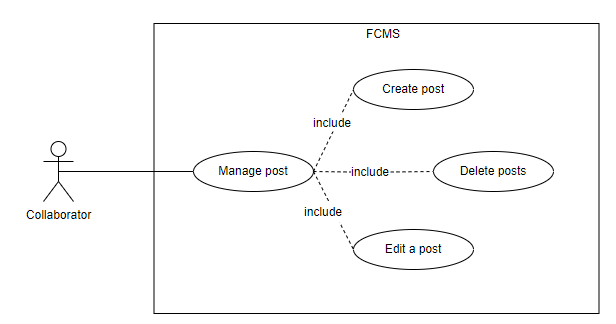 FCMS
Create post
include
Manage post
include
Delete posts
include
Collaborator
Edit a post